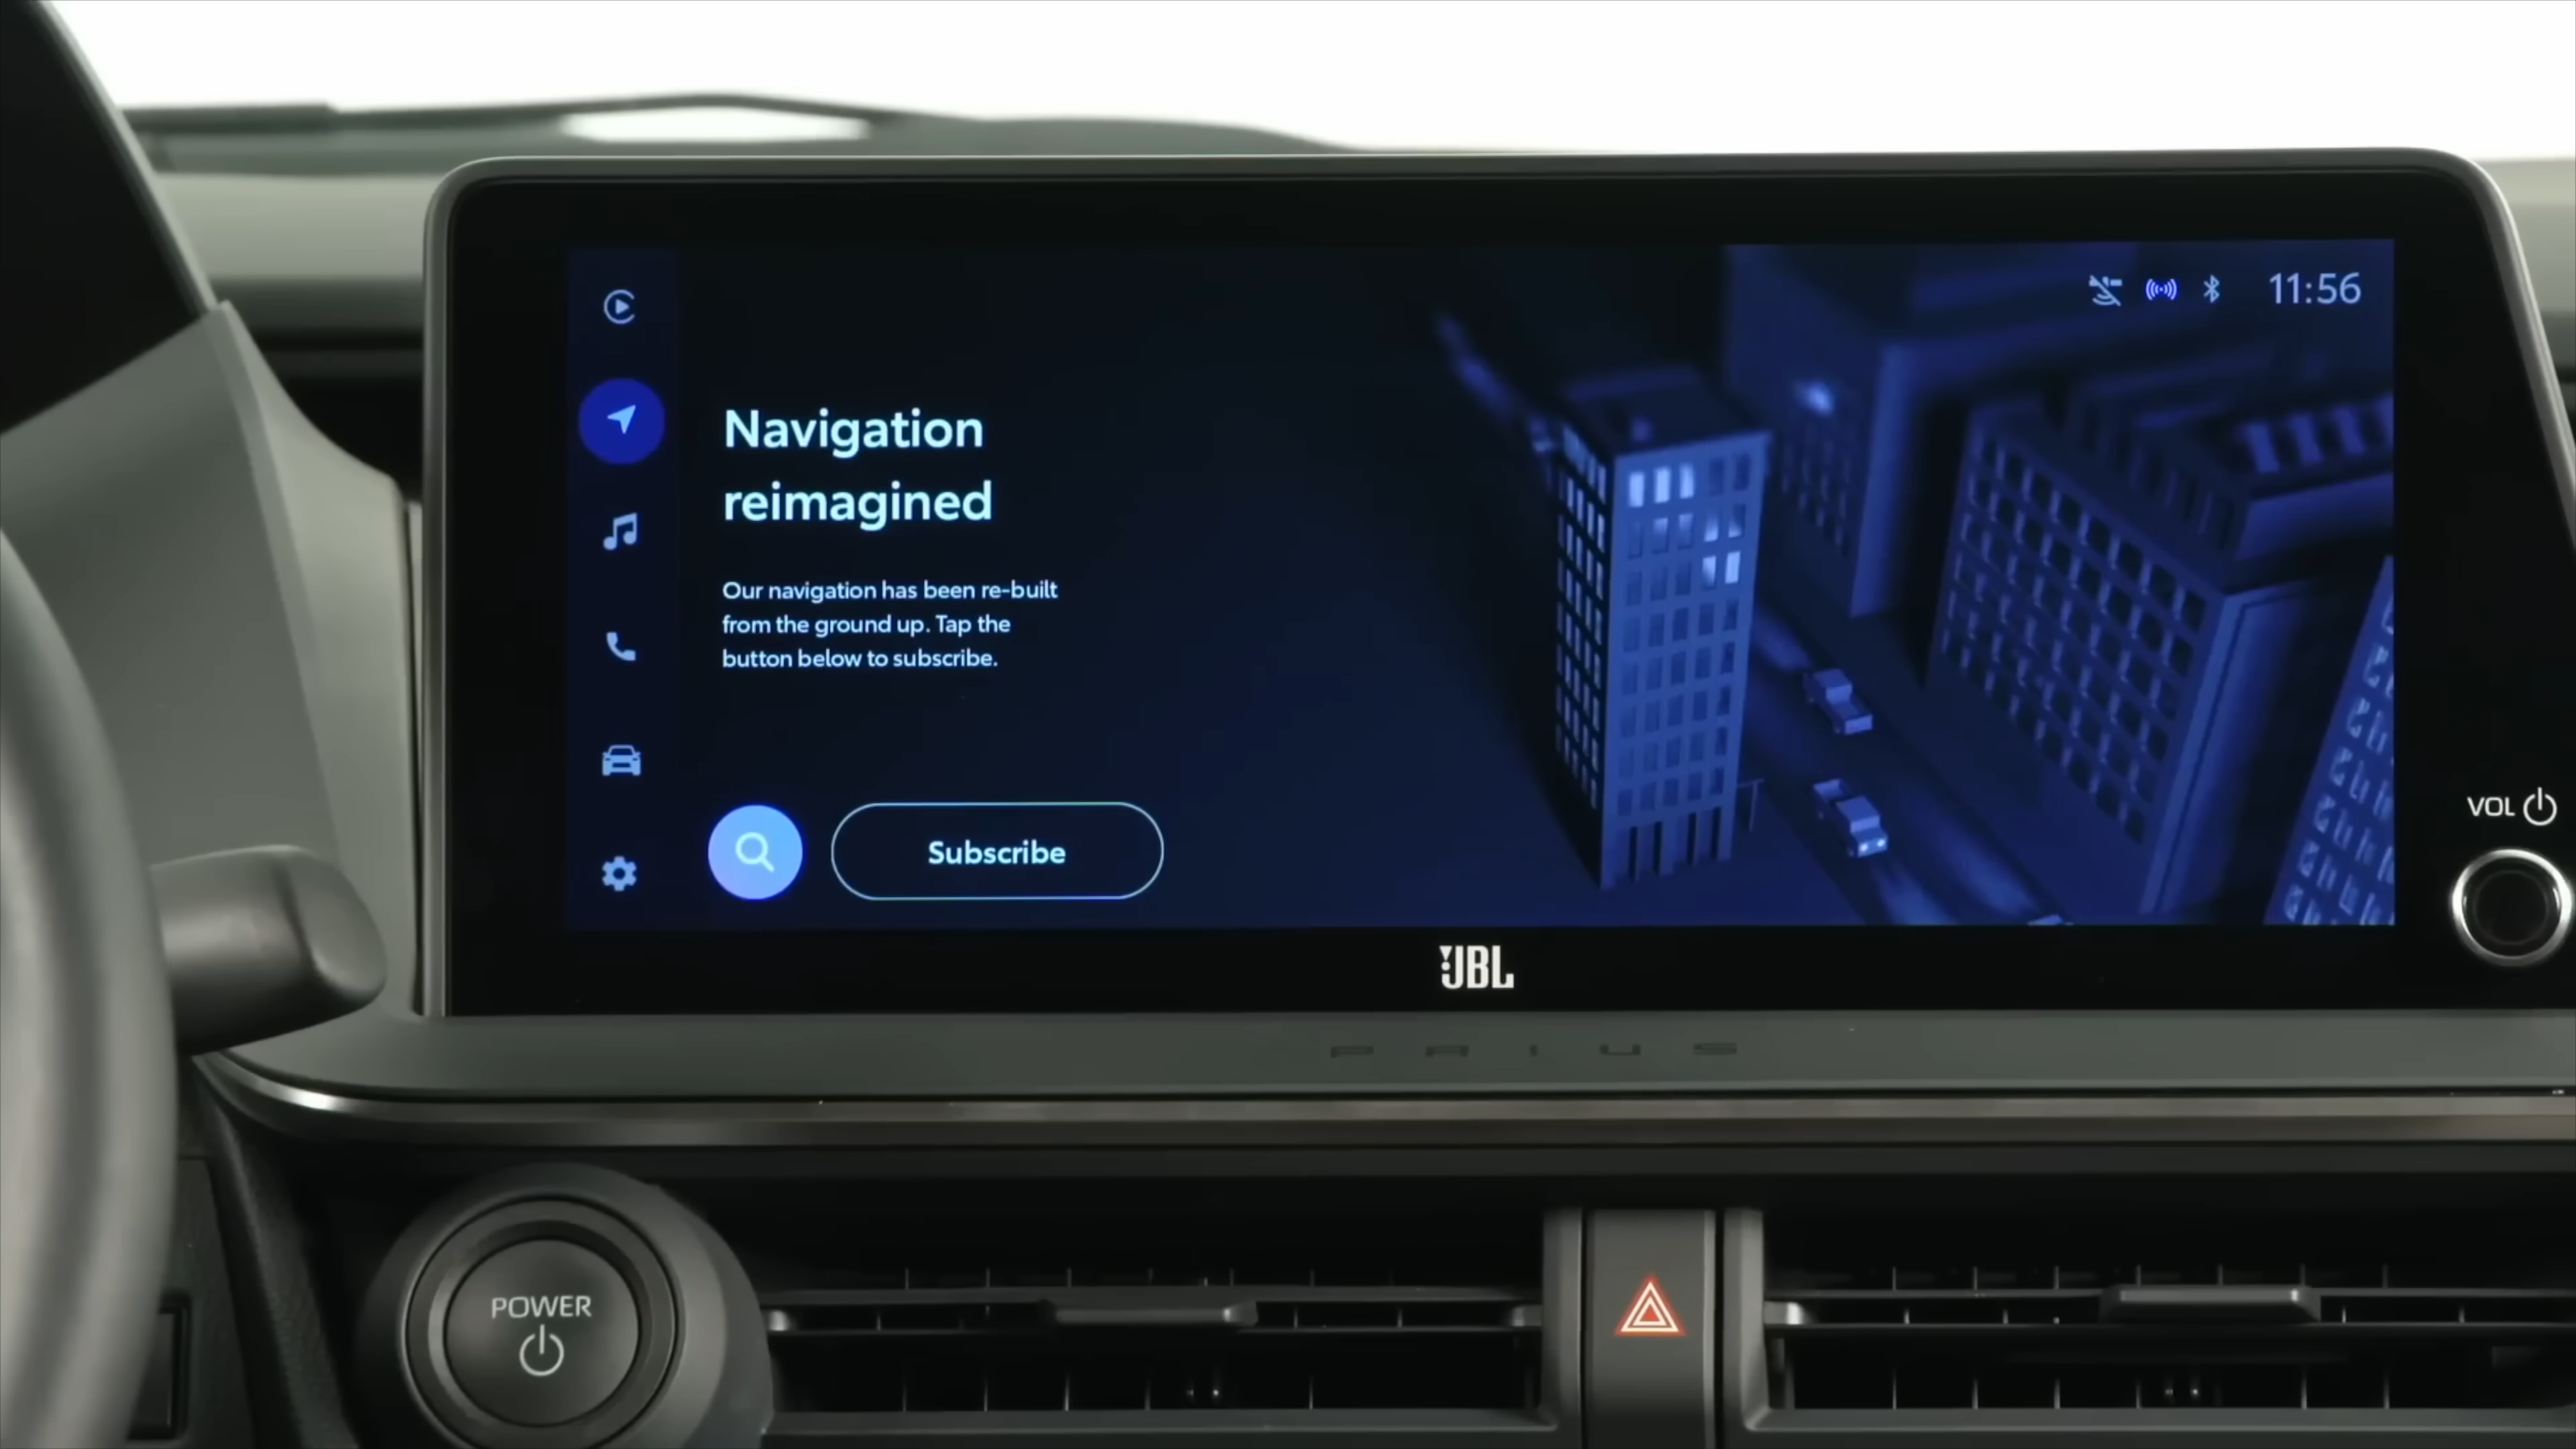 11:56
Navigation
reimagined
Our navigation has been re-built
from the ground up. Tap the
button below to subscribe.
Subscribe
VOL
JBL
PRIUS
POWER